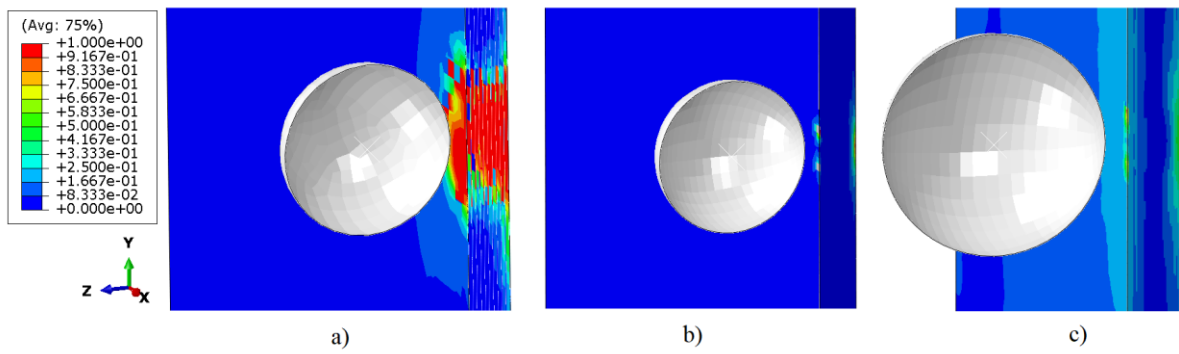 (Avg: 75%)
+1.000e+00
+9.167e-01
+8.333e-01
+7.500e-01
+6.667e-01
+5.833e-01
+5.000e-01
+4.167e-01
+3.333e-01
+2.500e-01
+1.667e-01
+8.333e-02
+0.000e+00
Y
Z
X
a)
b)
c)